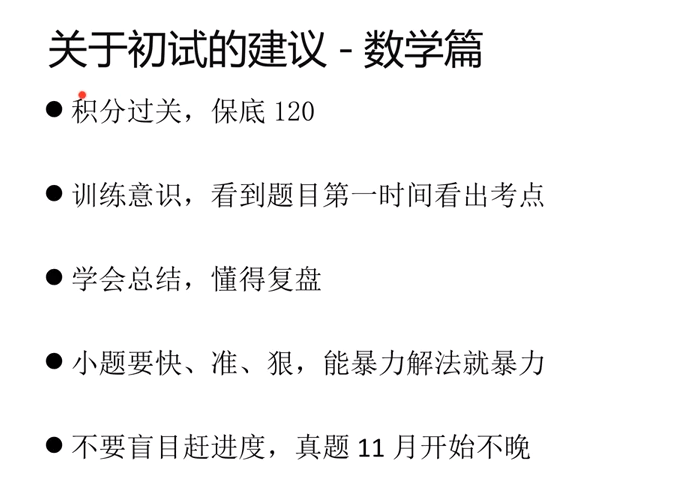 关于初试的建议 - 数学篇
● 积分过关，保底 120
● 训练意识，看到题目第一时间看出考点
● 学会总结，懂得复盘
● 小题要快、准、狠，能暴力解法就暴力
● 不要盲目赶进度，真题 11 月开始不晚